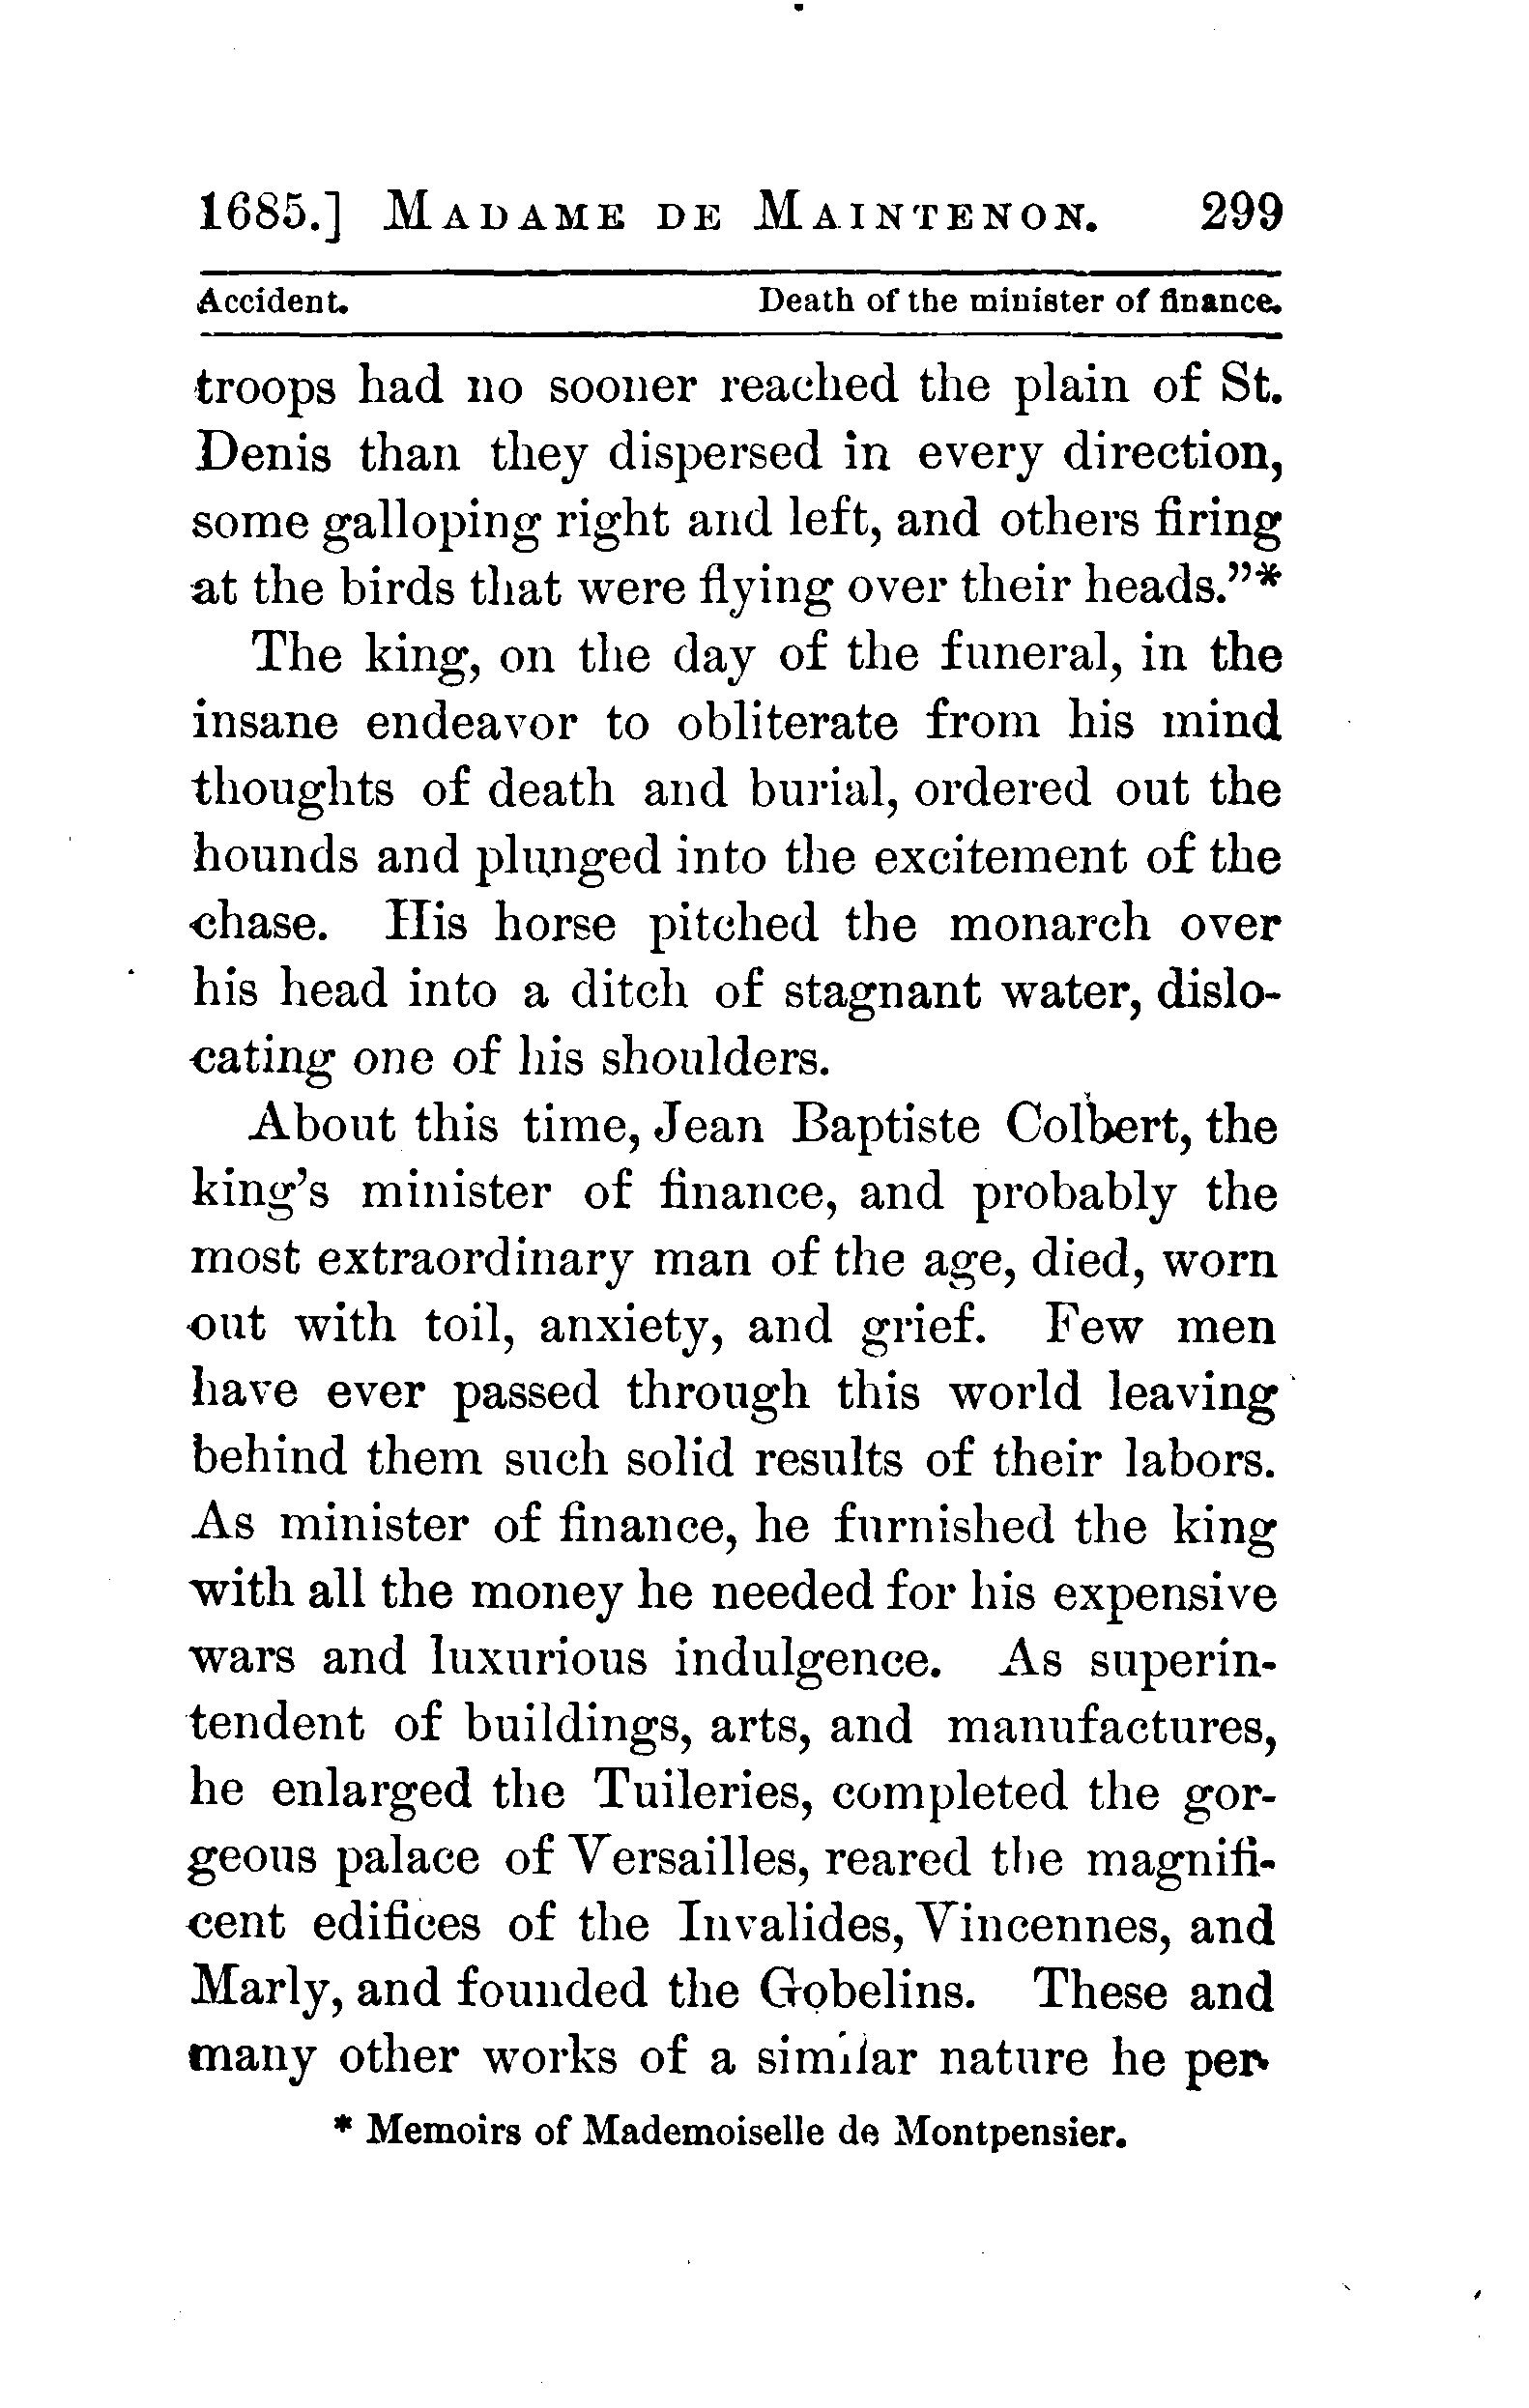 1685.] MADAME DE MAINTENON. 299
Accident. Death of the minister of finance.
troops had no sooner reached the plain of St.
Denis than they dispersed in every direction,
some galloping right and left, and others firing
at the birds that were flying over their heads."*
The king, on the day of the funeral, in the
insane endeavor to obliterate from his mind
thoughts of death and burial, ordered out the
hounds and plunged into the excitement of the
chase. His horse pitched the monarch over
his head into a ditch of stagnant water, dislo-
cating one of his shoulders.
About this time, Jean Baptiste Colbert, the
king's minister of finance, and probably the
most extraordinary man of the age, died, worn
out with toil, anxiety, and grief. Few men
have ever passed through this world leaving
behind them such solid results of their labors.
As minister of finance, he furnished the king
with all the money he needed for his expensive
wars and luxurious indulgence. As superin-
tendent of buildings, arts, and manufactures,
he enlarged the Tuileries, completed the gor-
geous palace of Versailles, reared the magnifi-
cent edifices of the Invalides, Vincennes, and
Marly, and founded the Gobelins. These and
many other works of a similar nature he per-
* Memoirs of Mademoiselle de Montpensier.